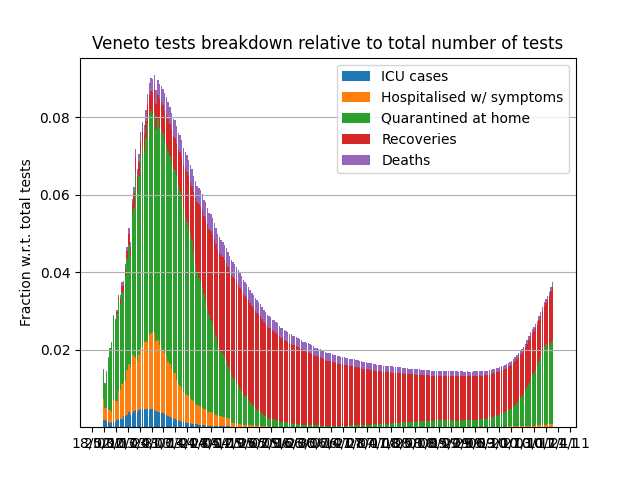 Veneto tests breakdown relative to total number of tests
ICU cases
Hospitalised w/ symptoms
Quarantined at home
Recoveries
Deaths
Fraction w.r.t. total tests
0.08
0.06
0.04
0.02